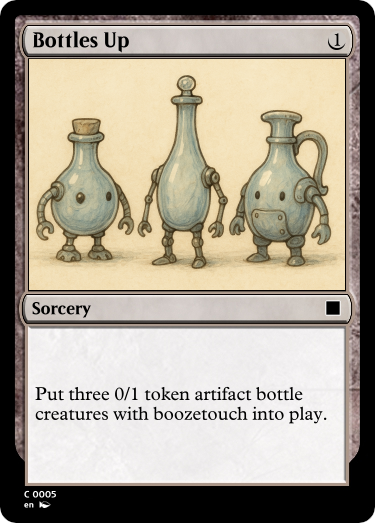 Bottles Up
1
Sorcery
Put three 0/1 token artifact bottle
creatures with boozetouch into play.
C 0005
en